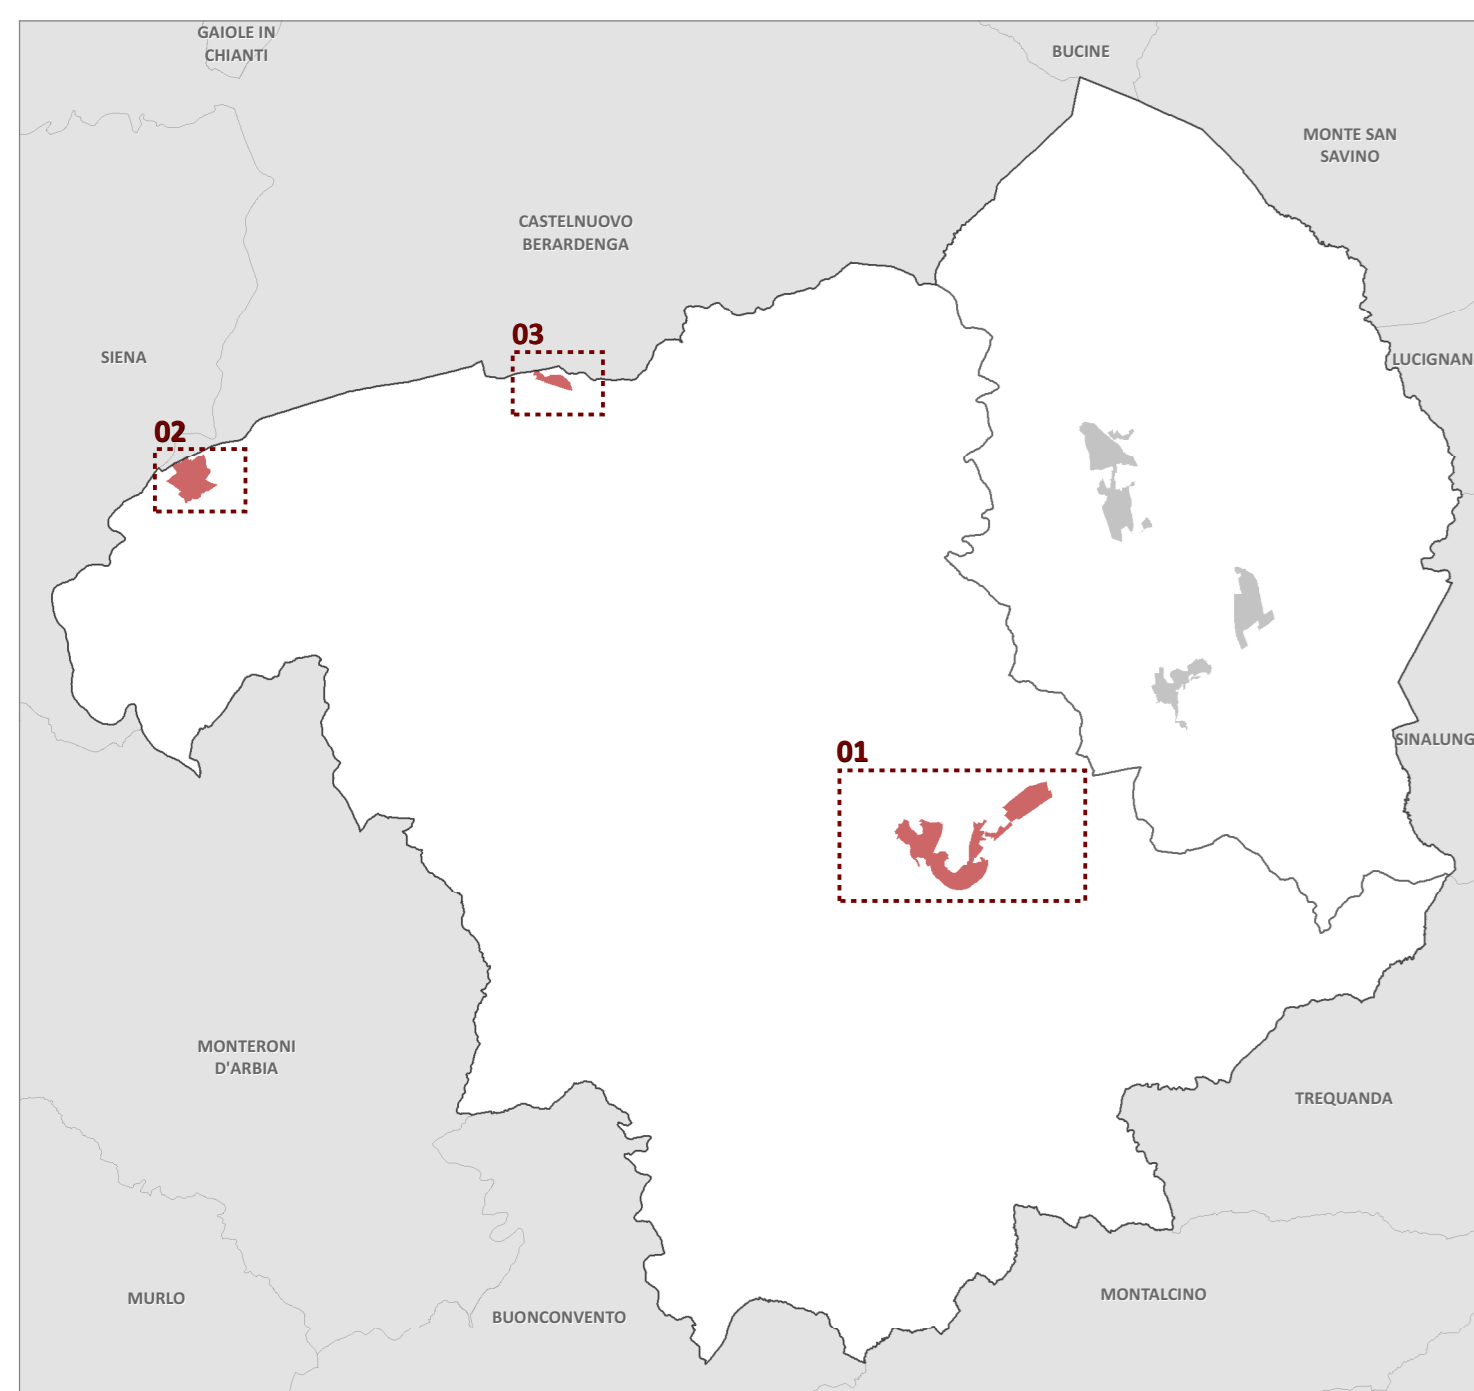 GAIOLE IN
CHIANTI
BUCINE
MONTE SAN
SAVINO
CASTELNUOVO
BERARDENGA
03
SIENA
LUCIGNAN
02
SINALUNG
01
MONTERONI
D'ARBIA
TREQUANDA
MURLO
BUONCONVENTO
MONTALCINO